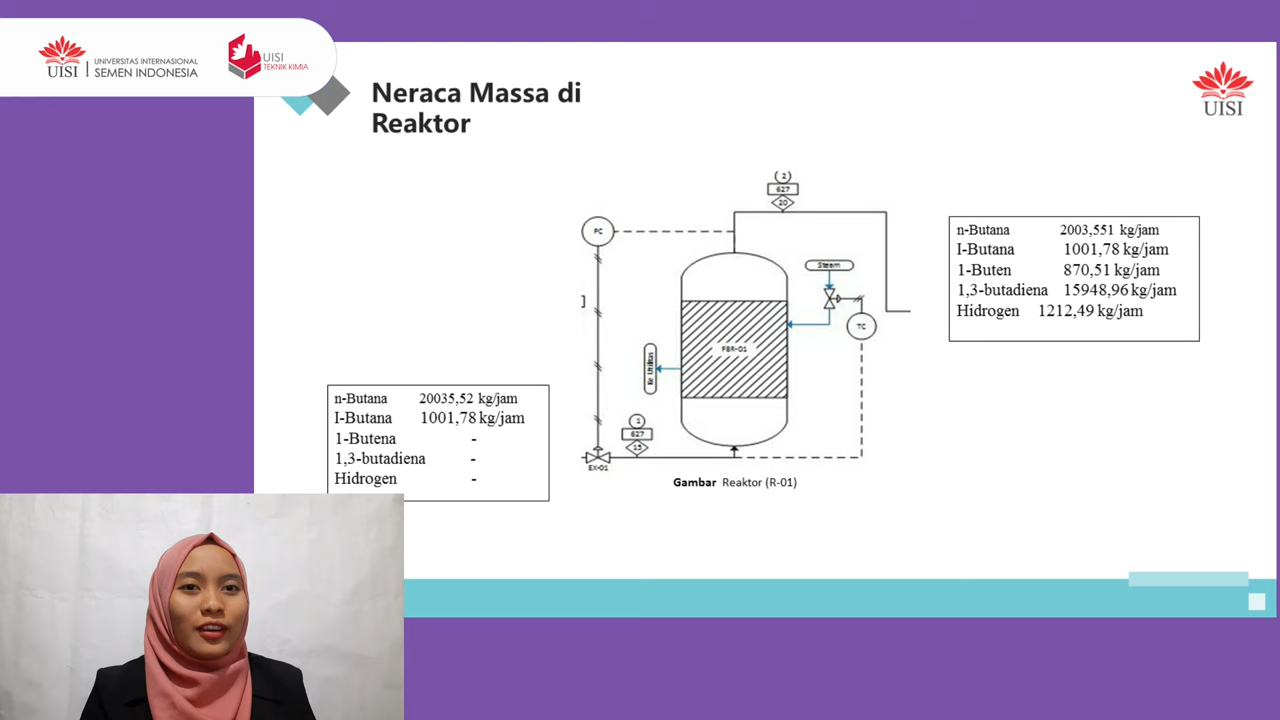 UISI
UNIVERSITAS INTERNASIONAL
SEMEN INDONESIA
UISI
TEKNIK KIMIA
UISI
Neraca Massa di
Reaktor
2
627
20
PC
Steam
TC
FBR-01
Ke Utilitas
1
627
15
EX-01
Gambar Reaktor (R-01)
n-Butana 2003,551 kg/jam
I-Butana 1001,78 kg/jam
1-Buten 870,51 kg/jam
1,3-butadiena 15948,96 kg/jam
Hidrogen 1212,49 kg/jam
n-Butana 20035,52 kg/jam
I-Butana 1001,78 kg/jam
1-Butena -
1,3-butadiena -
Hidrogen -